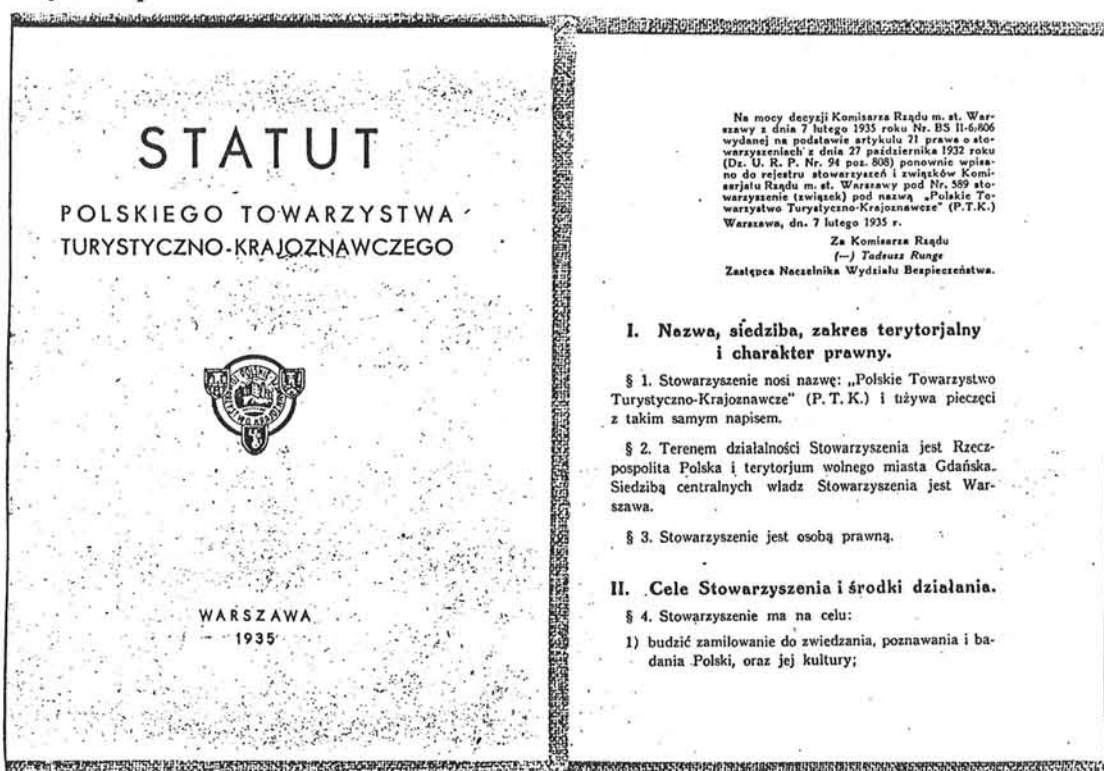 STATUT
POLSKIEGO TOWARZYSTWA
TURYSTYCZNO-KRAJOZNAWCZEGO
WARSZAWA
1935
Na mocy decyzji Komisarza Rządu m. st. War-
szawy z dnia 7 lutego 1935 roku Nr. BS II-6/806
wydanej na podstawie artykułu 21 prawa o sto-
warzyszeniach z dnia 27 października 1932 roku
(Dz. U. R. P. Nr. 94 poz. 808) ponownie wpisa-
no do rejestru stowarzyszeń i związków Komi-
sarjatu Rządu m. st. Warszawy pod Nr. 589 sto-
warzyszenie (związek) pod nazwą „Polskie To-
warzystwo Turystyczno-Krajoznawcze" (P.T.K.)
Warszawa, dn. 7 lutego 1935 r.
Za Komisarza Rządu
(—) Tadeusz Runge
Zastępca Naczelnika Wydziału Bezpieczeństwa.
I. Nazwa, siedziba, zakres terytorjalny
i charakter prawny.
§ 1. Stowarzyszenie nosi nazwę: „Polskie Towarzystwo
Turystyczno-Krajoznawcze" (P. T. K.) i używa pieczęci
z takim samym napisem.
§ 2. Terenem działalności Stowarzyszenia jest Rzecz-
pospolita Polska i terytorjum wolnego miasta Gdańska.
Siedzibą centralnych władz Stowarzyszenia jest War-
szawa.
§ 3. Stowarzyszenie jest osobą prawną.
II. Cele Stowarzyszenia i środki działania.
§ 4. Stowarzyszenie ma na celu:
1) budzić zamiłowanie do zwiedzania, poznawania i ba-
dania Polski, oraz jej kultury;